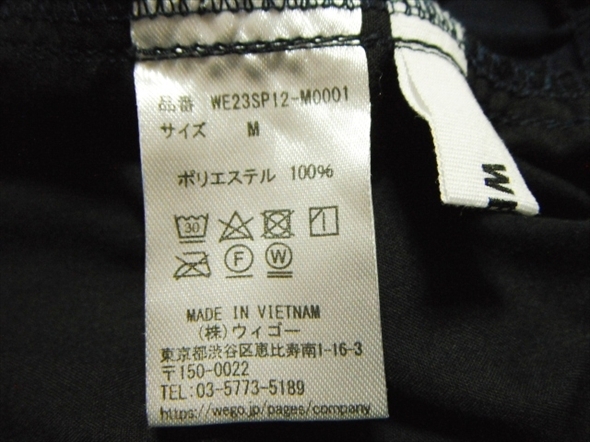 品番 WE23SP12-M0001
サイズ M
ポリエステル 100%
30
F W
MADE IN VIETNAM
(株)ウィゴー
東京都渋谷区恵比寿南1-16-3
〒150-0022
TEL:03-5773-5189
https://wego.jp/pages/company
W